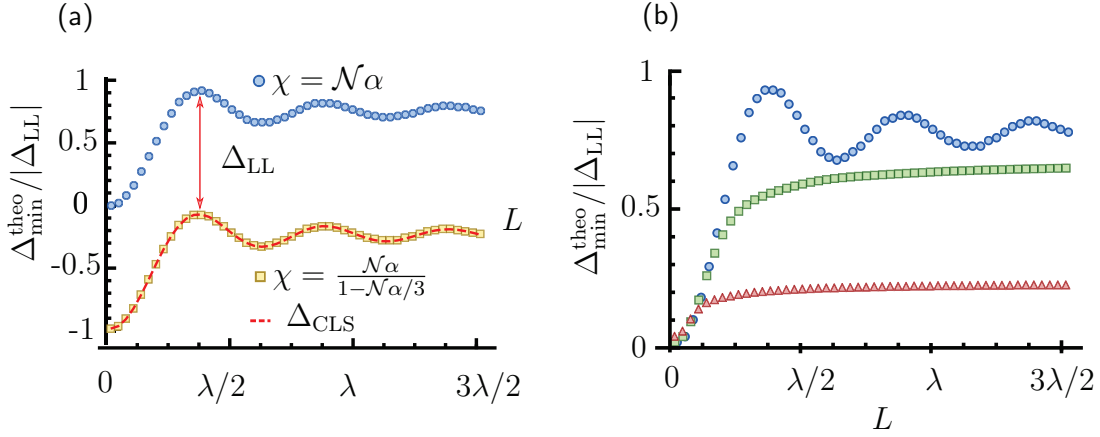 (a)
Δ_min^theo/|Δ_LL|
1
0.5
0
-0.5
-1
χ = 𝒩α
Δ_LL
L
χ = 𝒩α/(1−𝒩α/3)
Δ_CLS
0
λ/2
λ
3λ/2
(b)
Δ_min^theo/|Δ_LL|
1
0.5
0
0
λ/2
λ
3λ/2
L